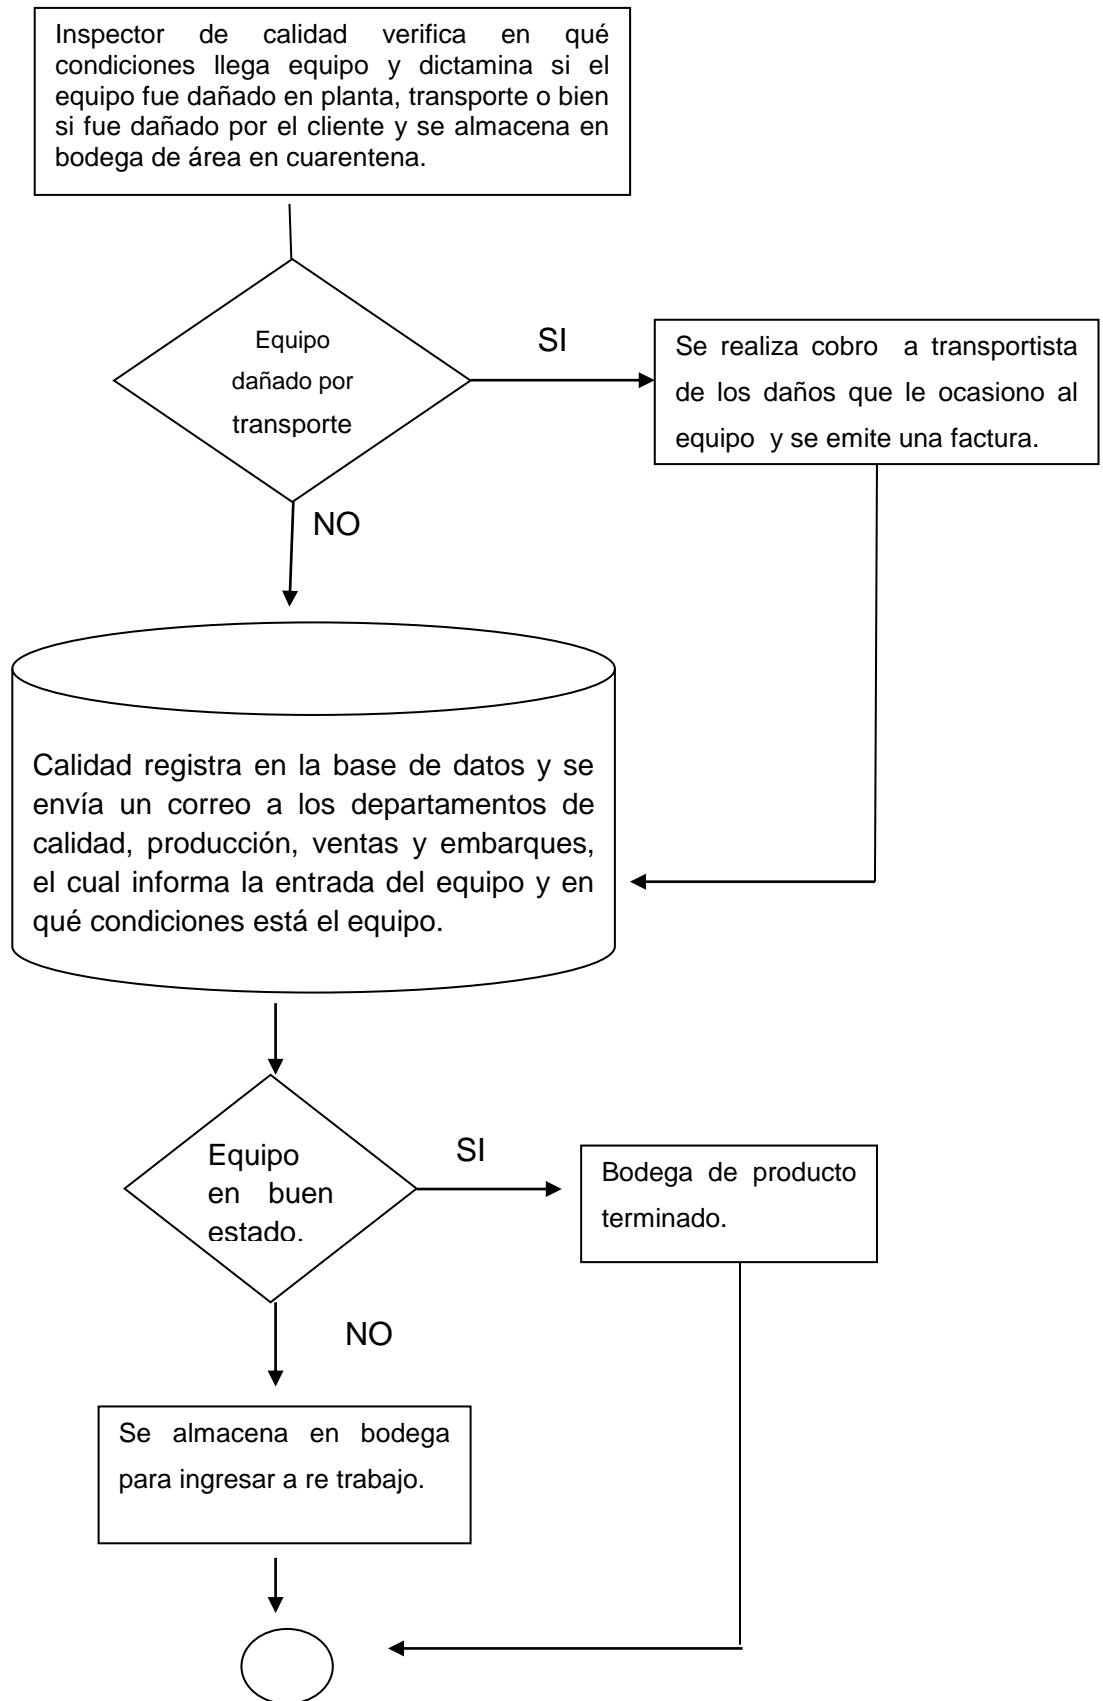 Inspector de calidad verifica en qué
condiciones llega equipo y dictamina si el
equipo fue dañado en planta, transporte o bien
si fue dañado por el cliente y se almacena en
bodega de área en cuarentena.
Equipo
dañado por
transporte
SI
Se realiza cobro a transportista
de los daños que le ocasiono al
equipo y se emite una factura.
NO
Calidad registra en la base de datos y se
envía un correo a los departamentos de
calidad, producción, ventas y embarques,
el cual informa la entrada del equipo y en
qué condiciones está el equipo.
Equipo
en buen
estado.
SI
Bodega de producto
terminado.
NO
Se almacena en bodega
para ingresar a re trabajo.